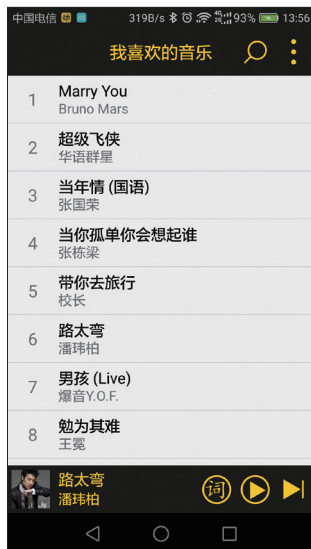 中国电信 319B/s 4G 2G 93% 13:56
我喜欢的音乐
1 Marry You
Bruno Mars
2 超级飞侠
华语群星
3 当年情 (国语)
张国荣
4 当你孤单你会想起谁
张栋梁
5 带你去旅行
校长
6 路太弯
潘玮柏
7 男孩 (Live)
爆音Y.O.F.
8 勉为其难
王冕
路太弯
潘玮柏
词